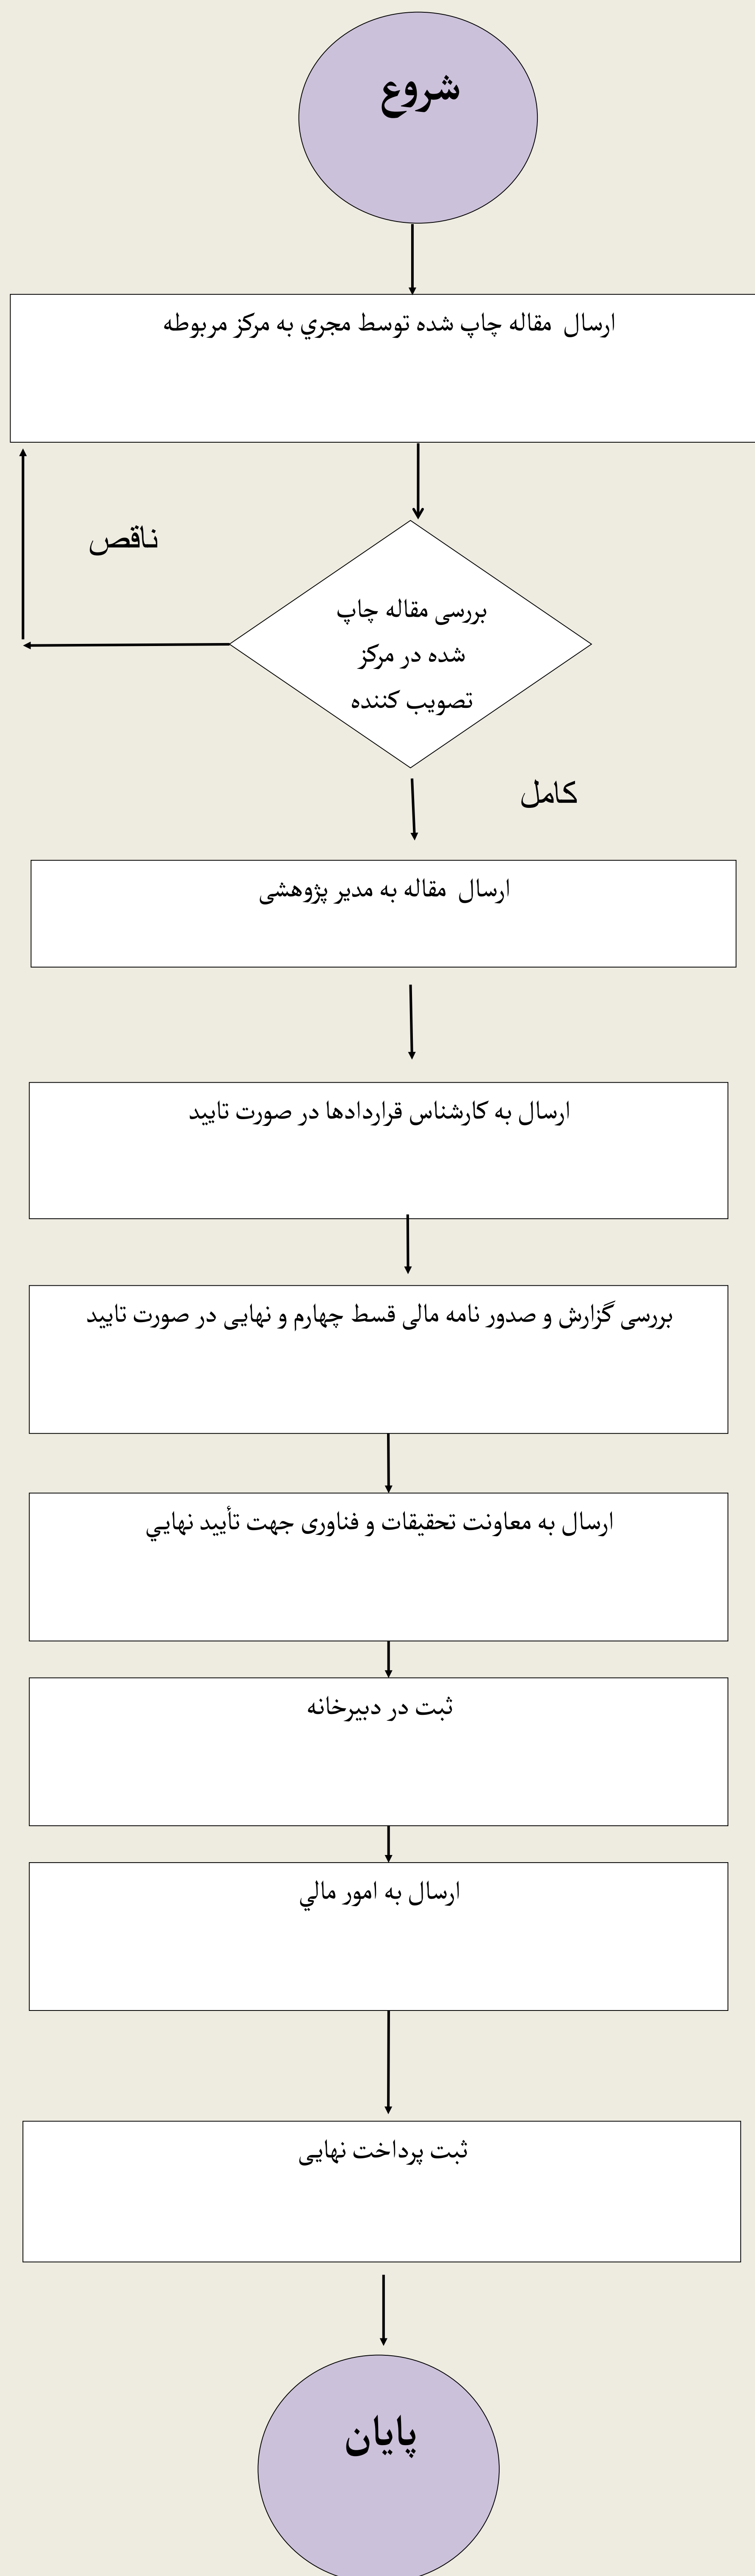 شروع
ارسال مقاله چاپ شده توسط مجري به مرکز مربوطه
ناقص
بررسی مقاله چاپ
شده در مرکز
تصویب کننده
کامل
ارسال مقاله به مدیر پژوهشی
ارسال به کارشناس قراردادها در صورت تایید
بررسی گزارش و صدور نامه مالی قسط چهارم و نهایی در صورت تایید
ارسال به معاونت تحقیقات و فناوری جهت تأیید نهايي
ثبت در دبیرخانه
ارسال به امور مالي
ثبت پرداخت نهایی
پایان